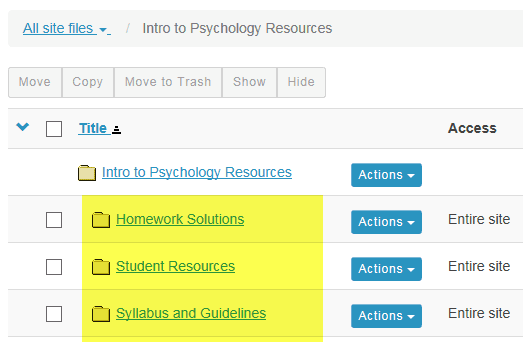 All site files / Intro to Psychology Resources
Move Copy Move to Trash Show Hide
Title Access
Intro to Psychology Resources Actions
Homework Solutions Actions Entire site
Student Resources Actions Entire site
Syllabus and Guidelines Actions Entire site